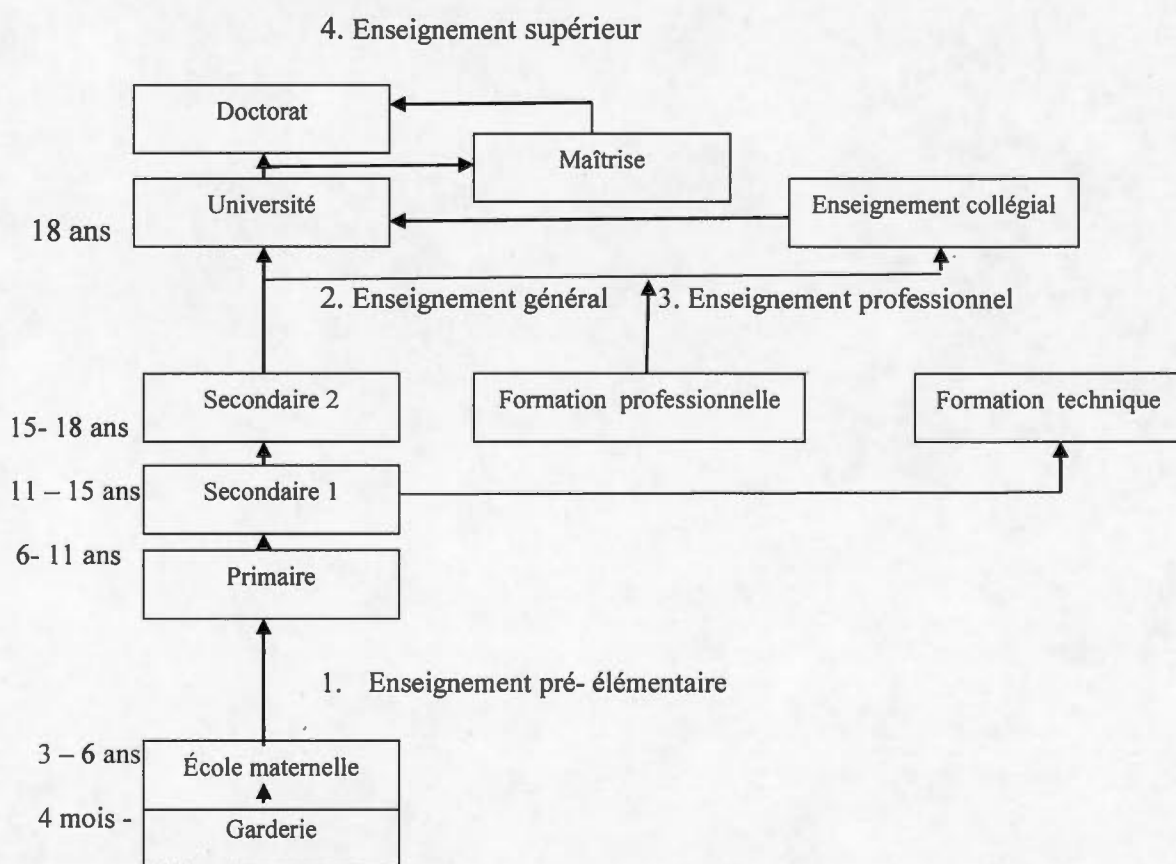 4. Enseignement supérieur
Doctorat
Maîtrise
Université
Enseignement collégial
18 ans
2. Enseignement général
3. Enseignement professionnel
Secondaire 2
Formation professionnelle
Formation technique
15- 18 ans
11 – 15 ans
Secondaire 1
6- 11 ans
Primaire
1. Enseignement pré- élémentaire
3 – 6 ans
École maternelle
4 mois -
Garderie